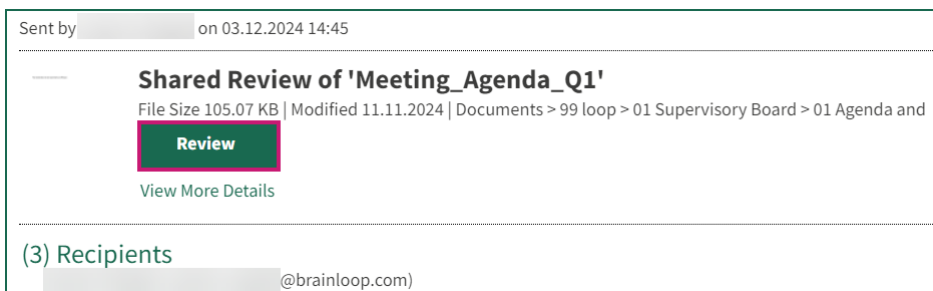 Sent by on 03.12.2024 14:45
Shared Review of 'Meeting_Agenda_Q1'
File Size 105.07 KB | Modified 11.11.2024 | Documents > 99 loop > 01 Supervisory Board > 01 Agenda and
Review
View More Details
(3) Recipients
@brainloop.com)